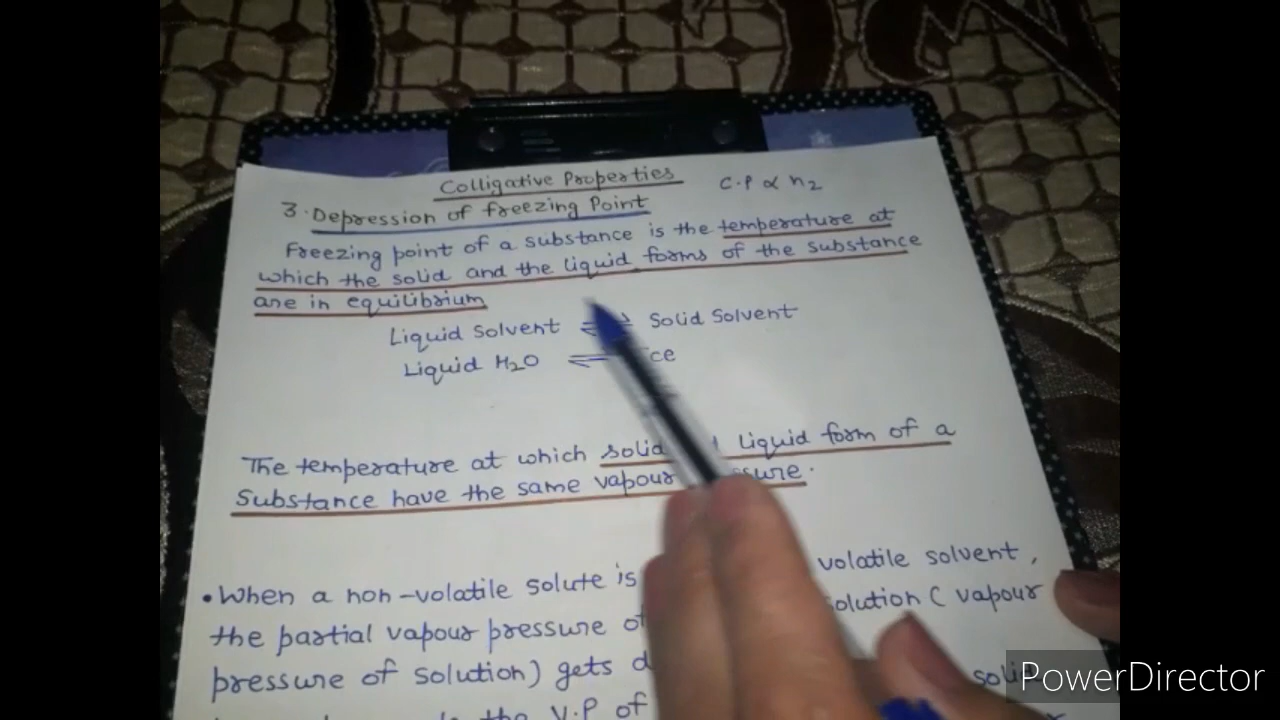 Colligative Properties C.P ∝ n2
3. Depression of freezing Point
Freezing point of a substance is the temperature at
which the solid and the liquid forms of the substance
are in equilibrium
Liquid Solvent ⇌ Solid Solvent
Liquid H2O ⇌ ce
The temperature at which solid liquid form of a
Substance have the same vapour sure.
• When a non-volatile solute is volatile solvent,
the partial vapour pressure of solution ( vapour
pressure of solution) gets d soli
the V.P of
PowerDirector